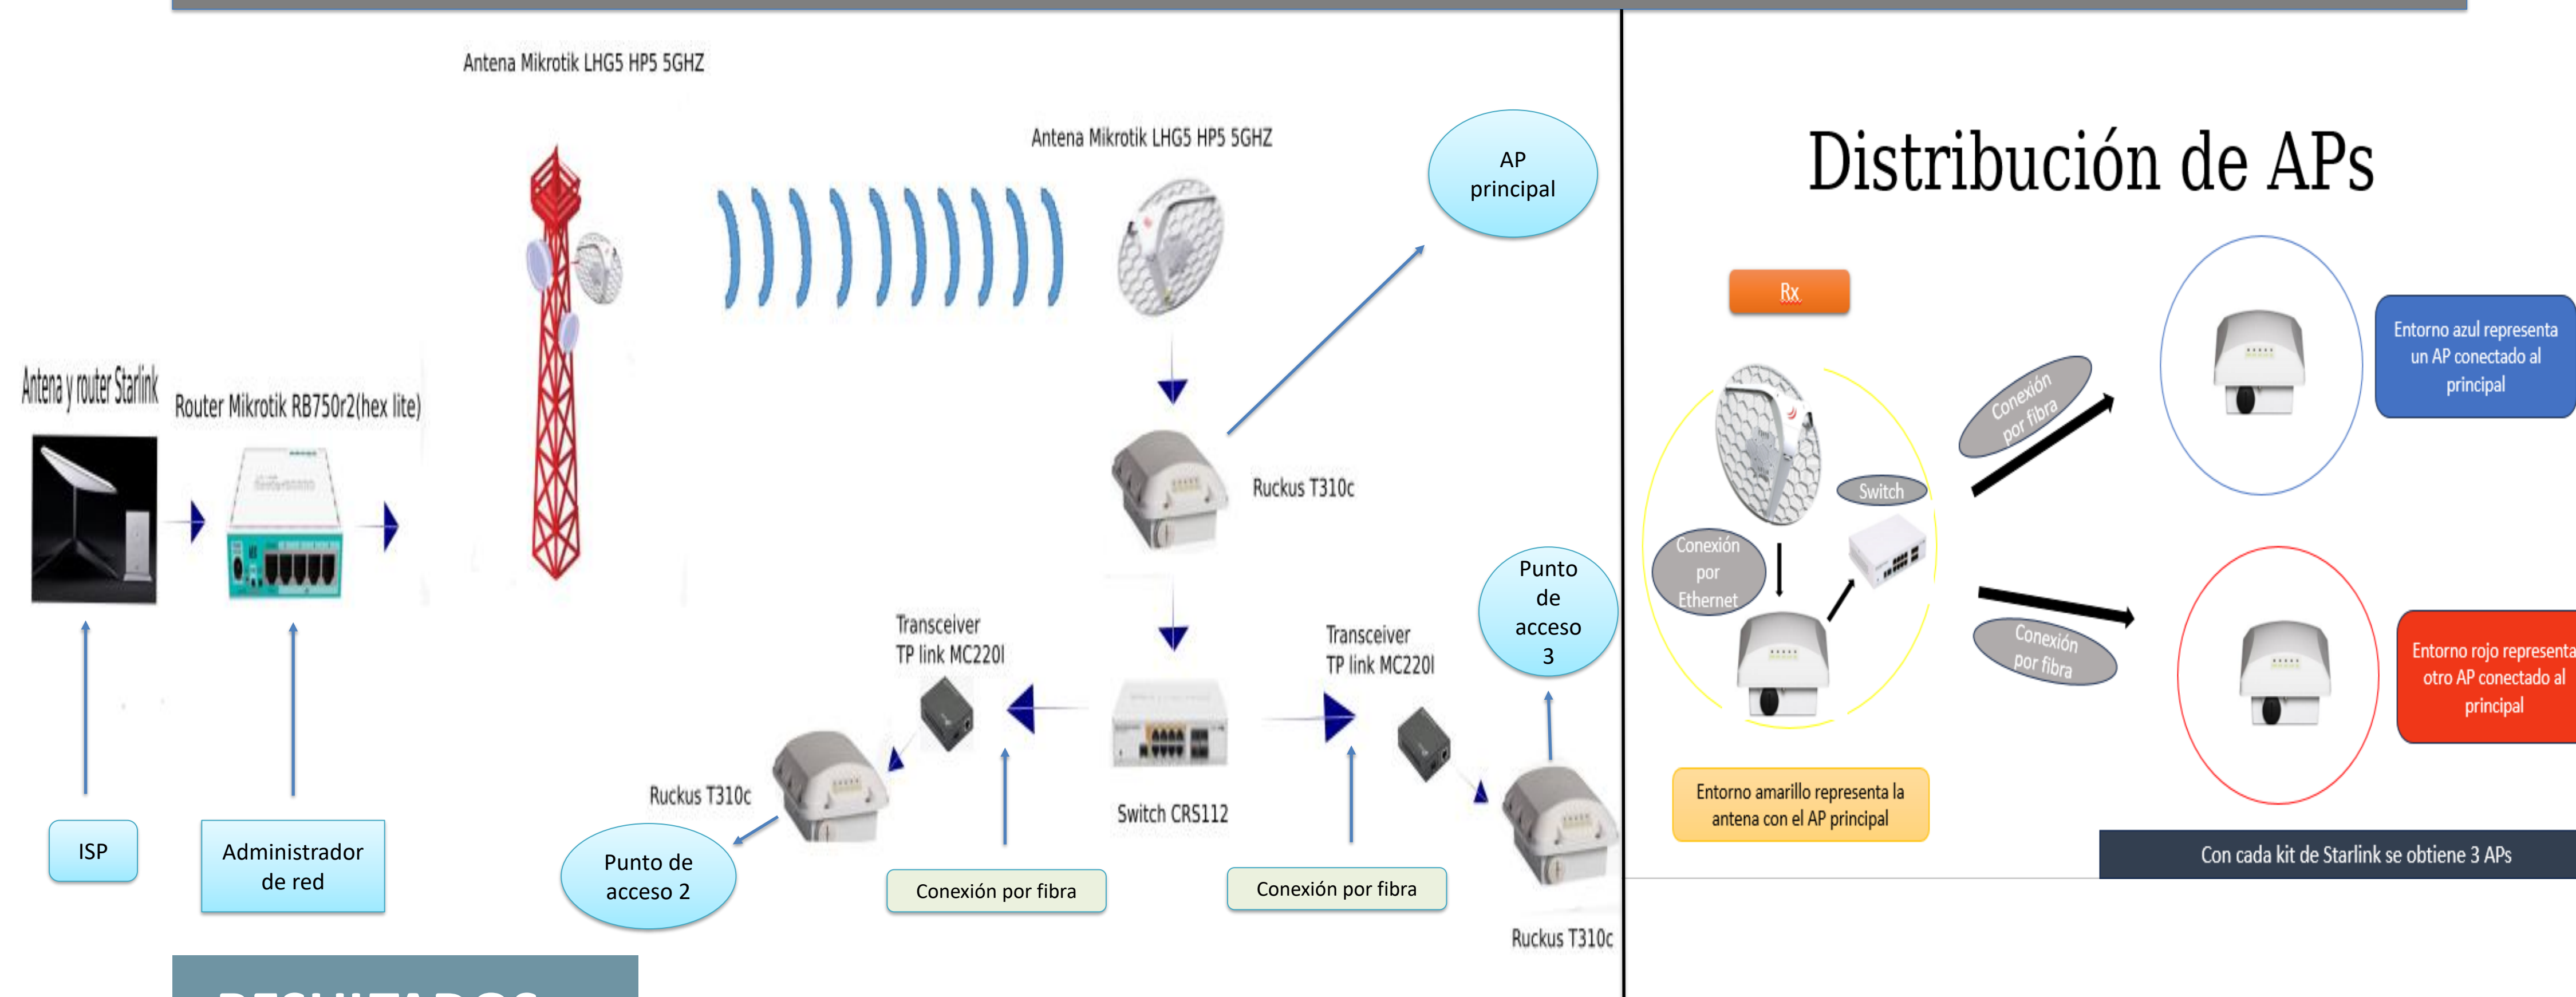 Antena Mikrotik LHG5 HP5 5GHZ
Antena Mikrotik LHG5 HP5 5GHZ
AP
principal
Antena y router Starlink
Router Mikrotik RB750r2(hex lite)
Ruckus T310c
Punto
de
acceso
3
Transceiver
TP link MC220l
Transceiver
TP link MC220l
Ruckus T310c
Switch CRS112
ISP
Administrador
de red
Punto de
acceso 2
Conexión por fibra
Conexión por fibra
Ruckus T310c
Distribución de APs
Rx
Conexión
por fibra
Entorno azul representa
un AP conectado al
principal
Switch
Conexión
por
Ethernet
Conexión
por fibra
Entorno rojo representa
otro AP conectado al
principal
Entorno amarillo representa la
antena con el AP principal
Con cada kit de Starlink se obtiene 3 APs
RESULTADOS